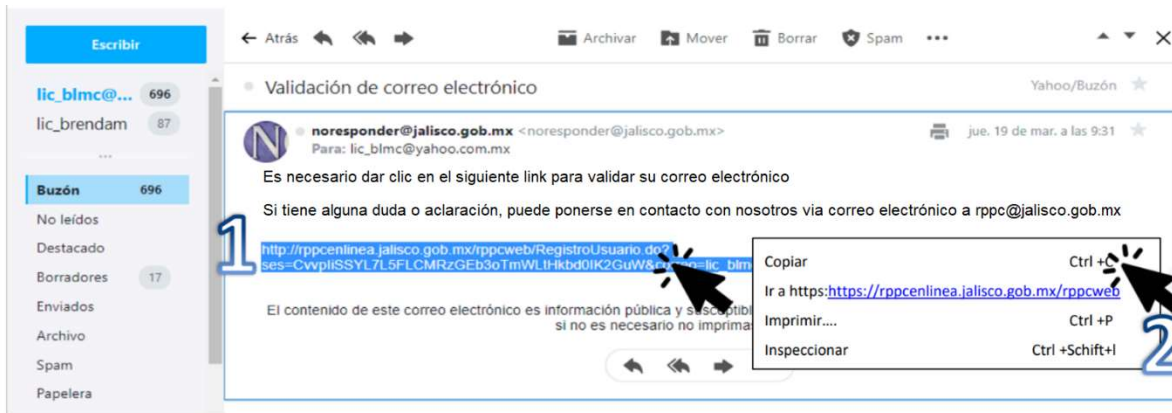 Escribir
lic_blmc@... 696
lic_brendam 87
...
Buzón 696
No leídos
Destacado
Borradores 17
Enviados
Archivo
Spam
Papelera
← Atrás Archivar Mover Borrar Spam ...
Validación de correo electrónico Yahoo/Buzón
N noresponder@jalisco.gob.mx <noresponder@jalisco.gob.mx> jue. 19 de mar. a las 9:31
Para: lic_blmc@yahoo.com.mx
Es necesario dar clic en el siguiente link para validar su correo electrónico
Si tiene alguna duda o aclaración, puede ponerse en contacto con nosotros via correo electrónico a rppc@jalisco.gob.mx
1
http://rppcenlinea.jalisco.gob.mx/rppcweb/RegistroUsuario.do?
El contenido de este correo electrónico es información pública y
si no es necesario no
Copiar Ctrl +C
Ir a https:https://rppcenlinea.jalisco.gob.mx/rppcweb
Imprimir.... Ctrl +P
Inspeccionar Ctrl +Schift+l
2